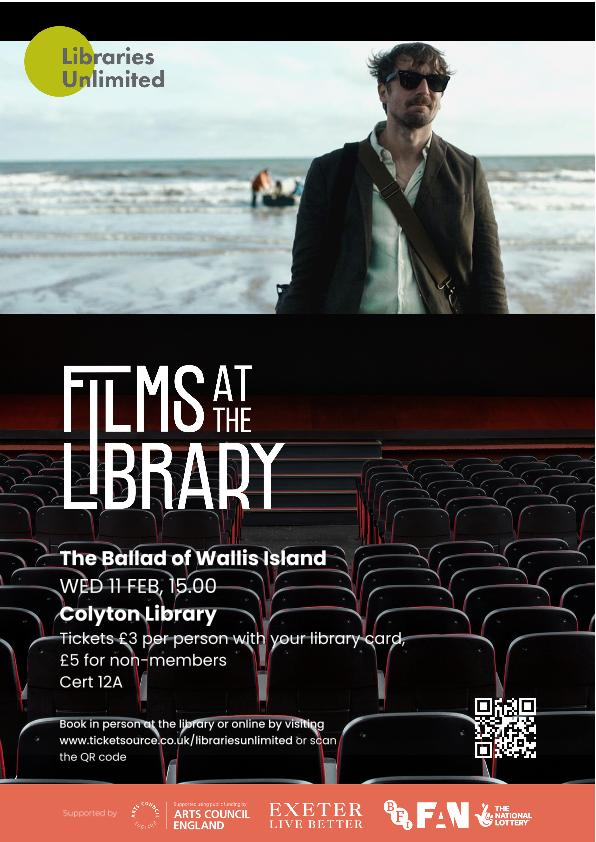 Libraries
Unlimited
FILMS AT
THE
LIBRARY
The Ballad of Wallis Island
WED 11 FEB, 15.00
Colyton Library
Tickets £3 per person with your library card,
£5 for non-members
Cert 12A
Book in person at the library or online by visiting
www.ticketsource.co.uk/librariesunlimited or scan
the QR code
Supported by
ARTS COUNCIL
ENGLAND
Supported using public funding by
ARTS COUNCIL
ENGLAND
EXETER
LIVE BETTER
BFI FAN
THE
NATIONAL
LOTTERY